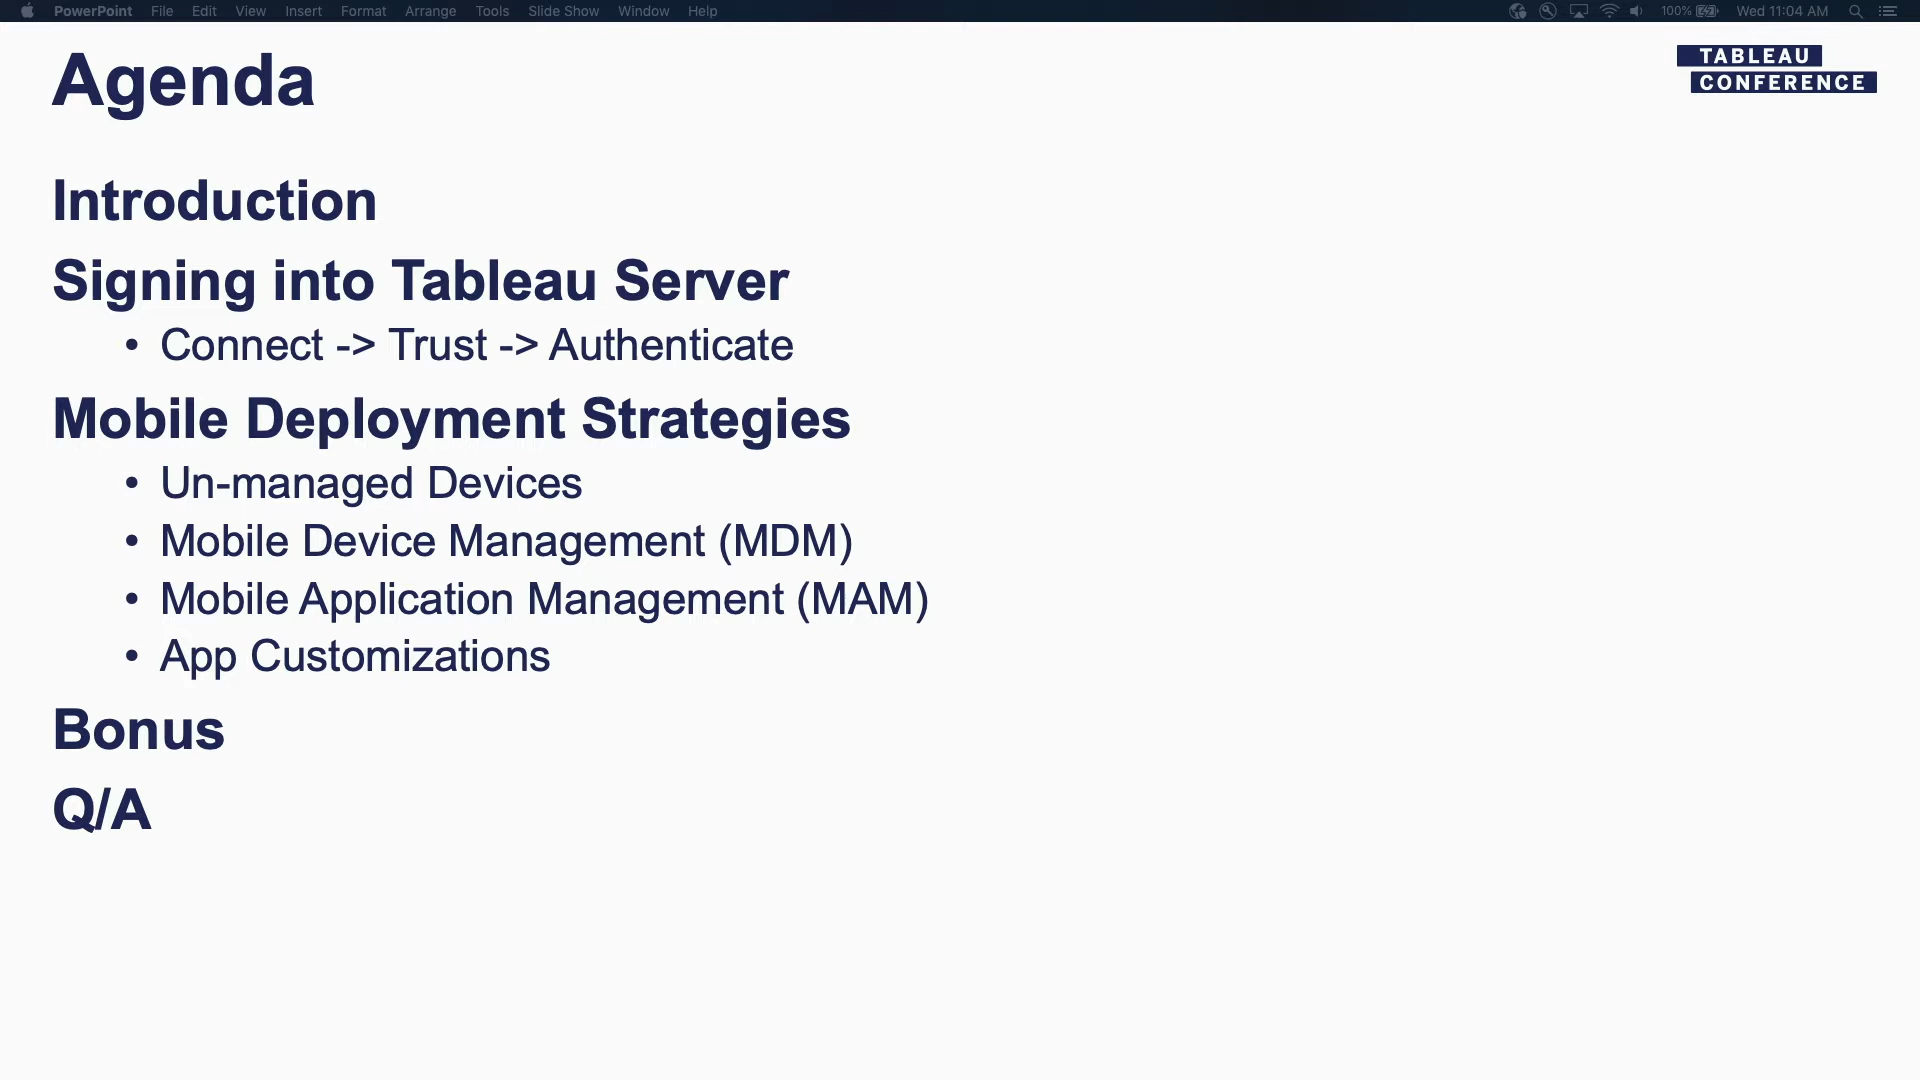 PowerPoint File Edit View Insert Format Arrange Tools Slide Show Window Help 100% Wed 11:04 AM
Agenda
TABLEAU
CONFERENCE
Introduction
Signing into Tableau Server
• Connect -> Trust -> Authenticate
Mobile Deployment Strategies
• Un-managed Devices
• Mobile Device Management (MDM)
• Mobile Application Management (MAM)
• App Customizations
Bonus
Q/A